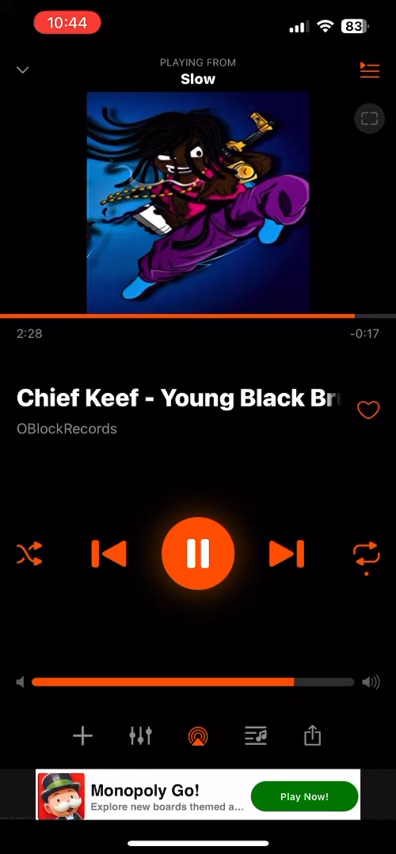 10:44
83
PLAYING FROM
Slow
2:28
-0:17
Chief Keef - Young Black Br
OBlockRecords
Monopoly Go!
Explore new boards themed a...
Play Now!